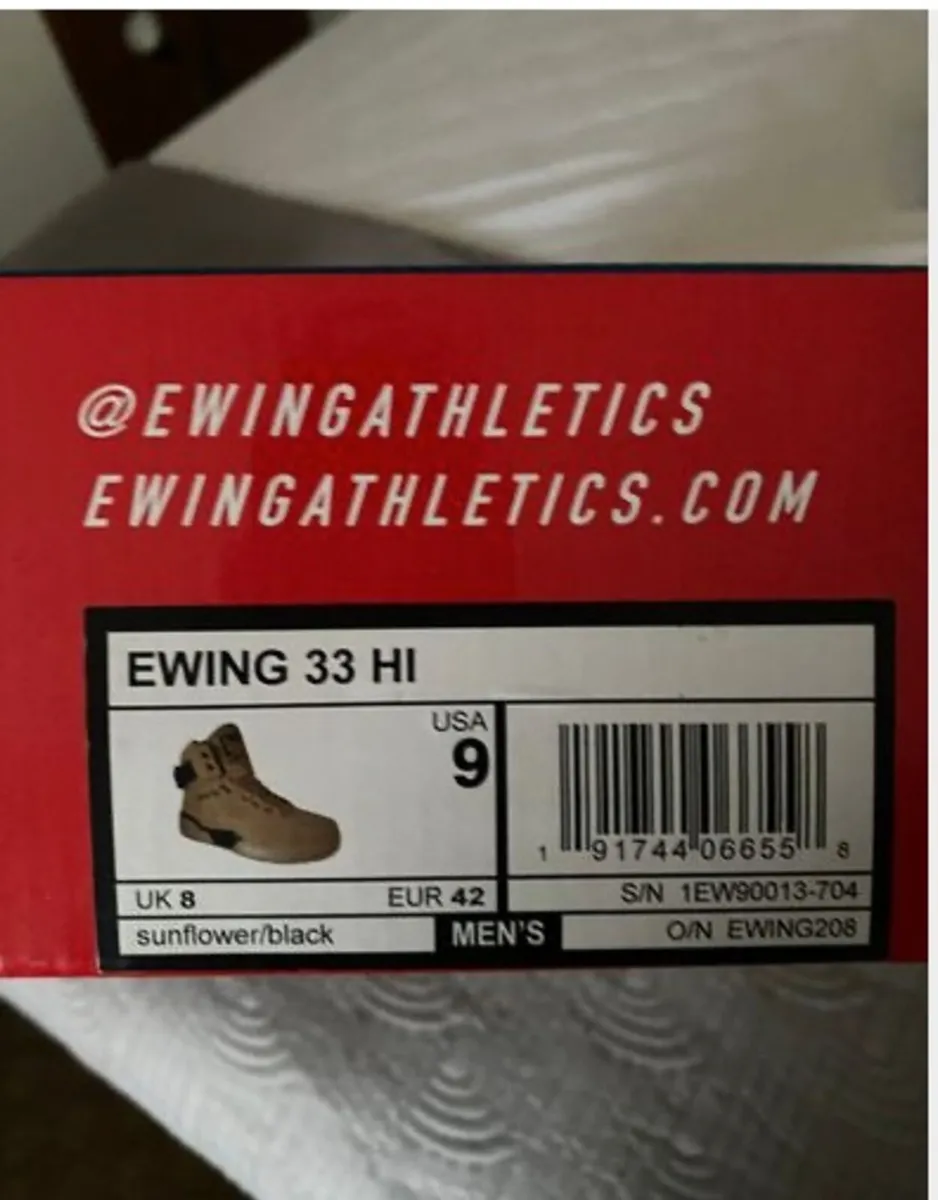 @EWINGATHLETICS
EWINGATHLETICS.COM
EWING 33 HI
USA
9
1 91744 06655 8
UK 8 EUR 42
S/N 1EW90013-704
sunflower/black MEN'S
O/N EWING208